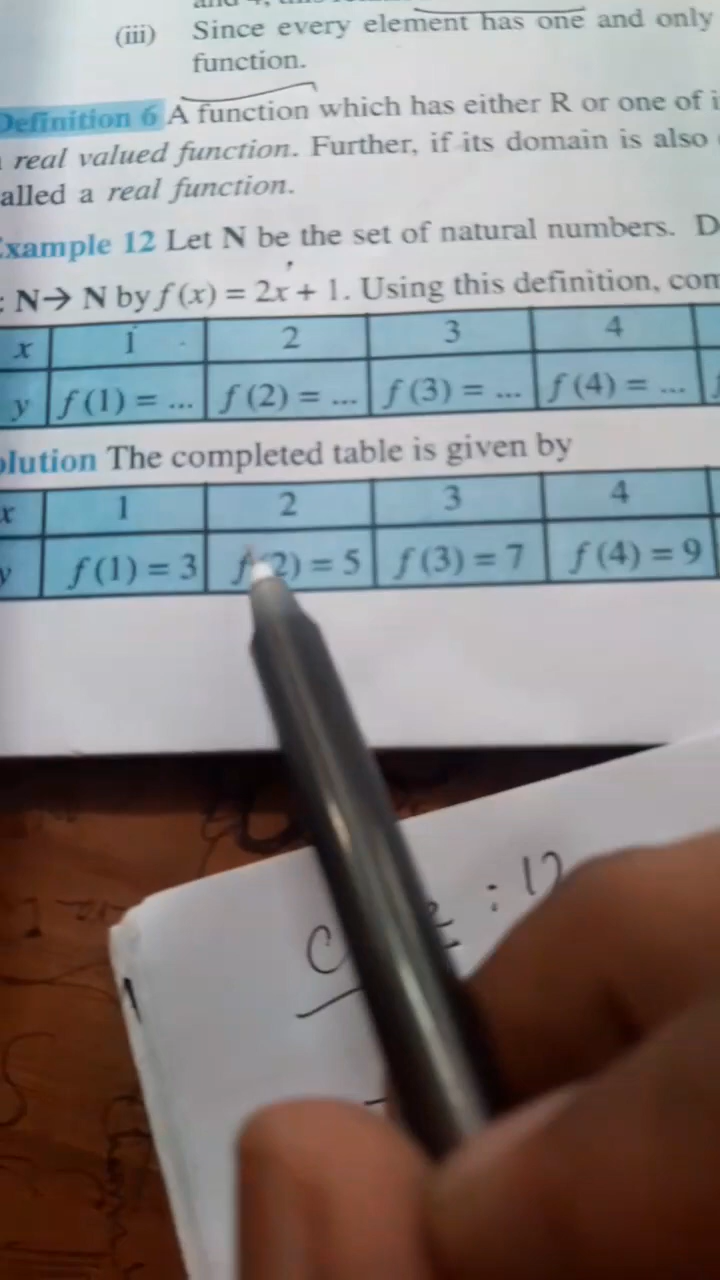 (iii) Since every element has one and only
function.
Definition 6 A function which has either R or one of i
real valued function. Further, if its domain is also
alled a real function.
xample 12 Let N be the set of natural numbers. D
: N→ N by f (x) = 2x + 1. Using this definition, com
x 1 2 3 4
y f (1) = ... f (2) = ... f (3) = ... f (4) = ...
lution The completed table is given by
x 1 2 3 4
y f (1) = 3 f (2) = 5 f (3) = 7 f (4) = 9
: 12